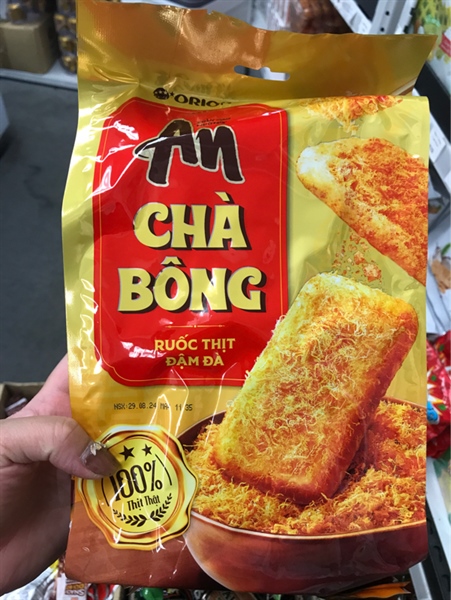 ORION
An
CHÀ
BÔNG
RUỐC THỊT
ĐẬM ĐÀ
HSX-29.08.24
100%
Thịt Thật